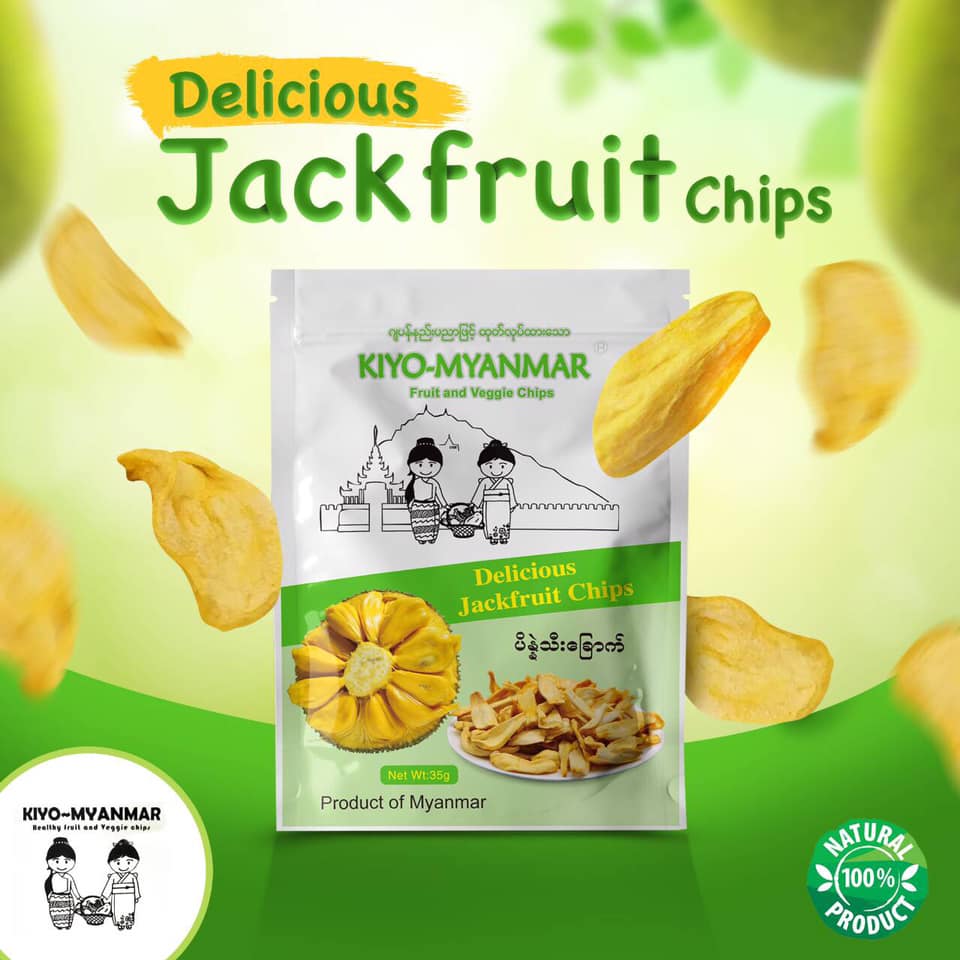 Delicious
Jackfruit Chips
ဂျပန်နည်းပညာဖြင့် ထုတ်လုပ်ထားသော
KIYO-MYANMAR
Fruit and Veggie Chips
Delicious
Jackfruit Chips
ပိန္နဲသီးခြောက်
Net Wt:35g
Product of Myanmar
KIYO~MYANMAR
Healthy fruit and Veggie chips
NATURAL
100%
PRODUCT